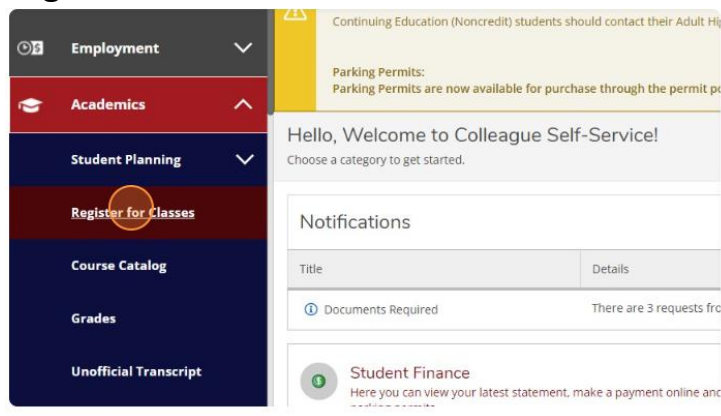 Employment
Academics
Student Planning
Register for Classes
Course Catalog
Grades
Unofficial Transcript
Continuing Education (Noncredit) students should contact their Adult
Parking Permits:
Parking Permits are now available for purchase through the permit
Hello, Welcome to Colleague Self-Service!
Choose a category to get started.
Notifications
Title Details
Documents Required There are 3 requests
Student Finance
Here you can view your latest statement, make a payment online and
parking permits